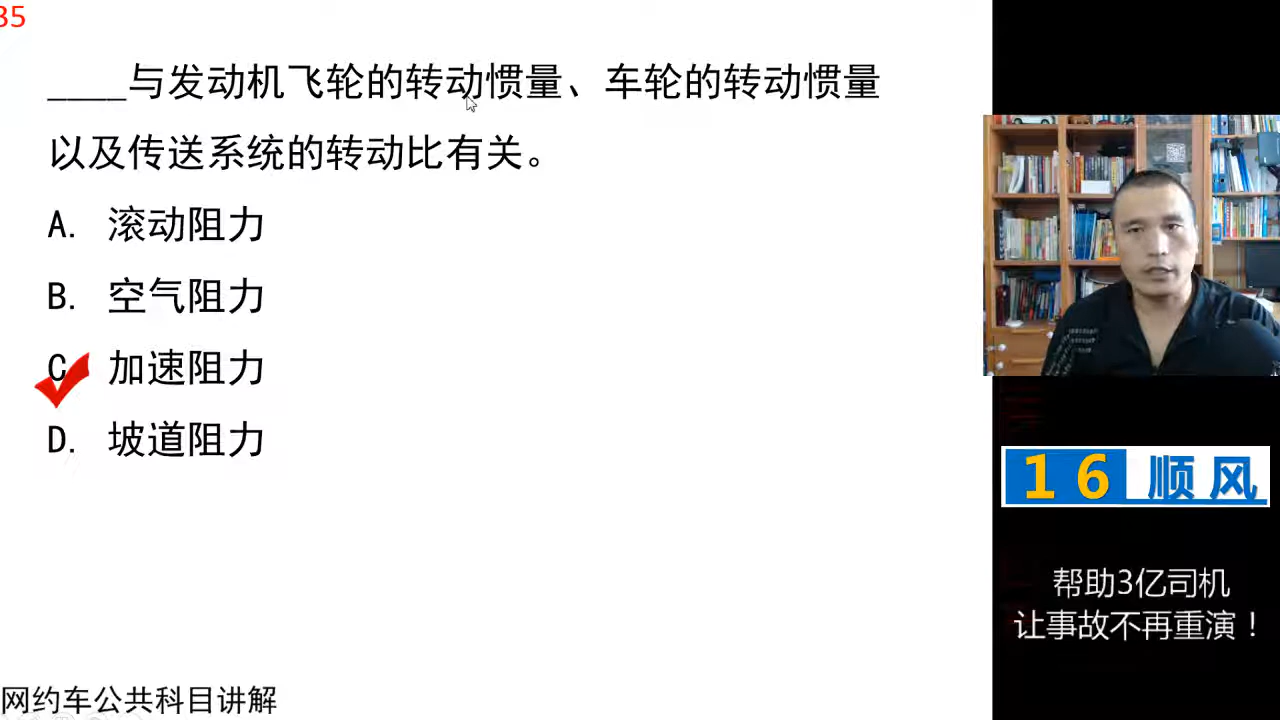 35
____与发动机飞轮的转动惯量、车轮的转动惯量
以及传送系统的转动比有关。
A. 滚动阻力
B. 空气阻力
C. 加速阻力
D. 坡道阻力
16 顺风
帮助3亿司机
让事故不再重演！
网约车公共科目讲解